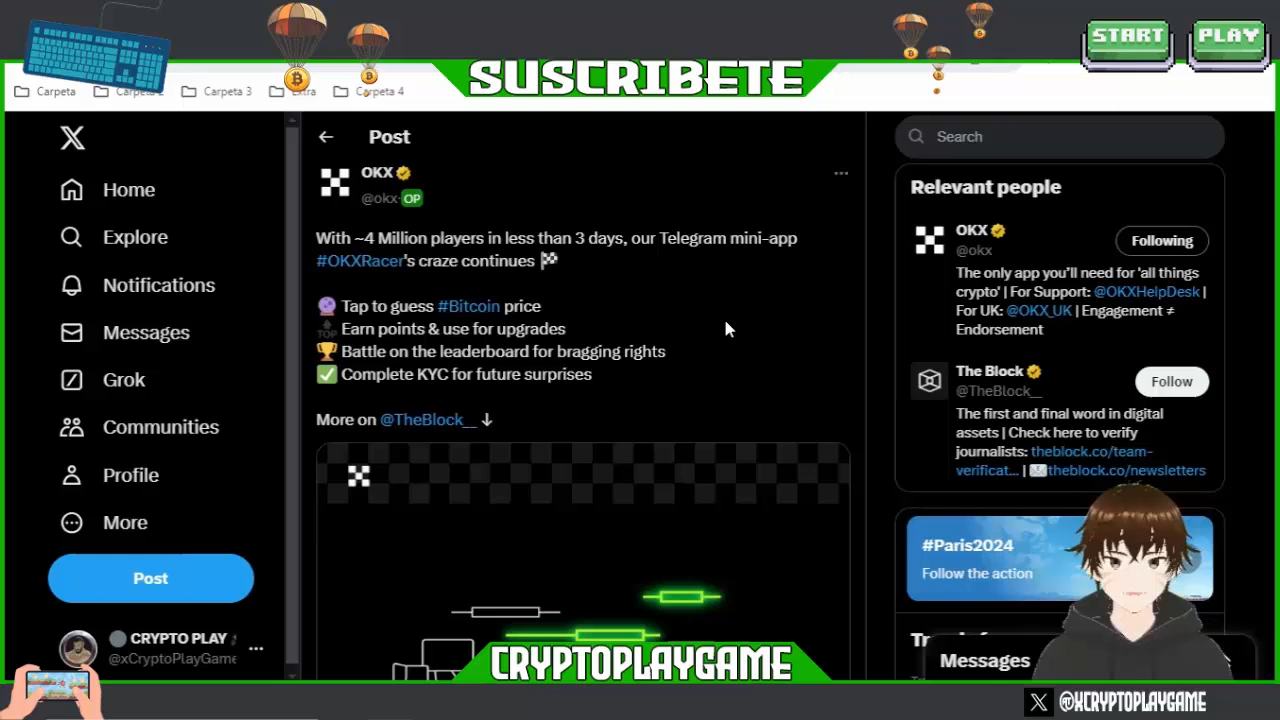 START
PLAY
SUSCRIBETE
Carpeta
Carpeta 2
Carpeta 3
Extra
Carpeta 4
Home
Explore
Notifications
Messages
Grok
Communities
Profile
More
Post
CRYPTO PLAY
@xCryptoPlayGame
Post
OKX
@okx OP
With ~4 Million players in less than 3 days, our Telegram mini-app
#OKXRacer's craze continues
Tap to guess #Bitcoin price
TOP Earn points & use for upgrades
Battle on the leaderboard for bragging rights
Complete KYC for future surprises
More on @TheBlock__ ↓
Search
Relevant people
OKX
@okx
Following
The only app you'll need for 'all things
crypto' | For Support: @OKXHelpDesk |
For UK: @OKX_UK | Engagement ≠
Endorsement
The Block
@TheBlock__
Follow
The first and final word in digital
assets | Check here to verify
journalists: theblock.co/team-
verificat... | theblock.co/newsletters
#Paris2024
Follow the action
Messages
CRYPTOPLAYGAME
X @XCRYPTOPLAYGAME